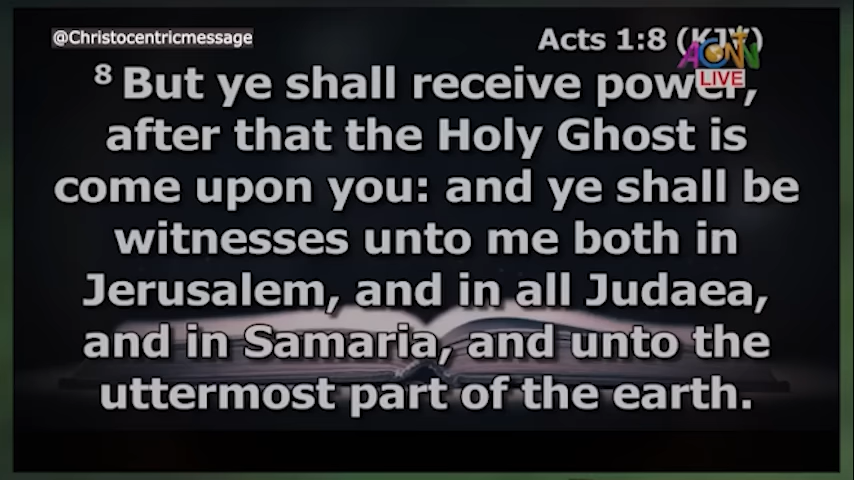 @Christocentricmessage
Acts 1:8 (KJV)
ACNN
LIVE
8 But ye shall receive power,
after that the Holy Ghost is
come upon you: and ye shall be
witnesses unto me both in
Jerusalem, and in all Judaea,
and in Samaria, and unto the
uttermost part of the earth.